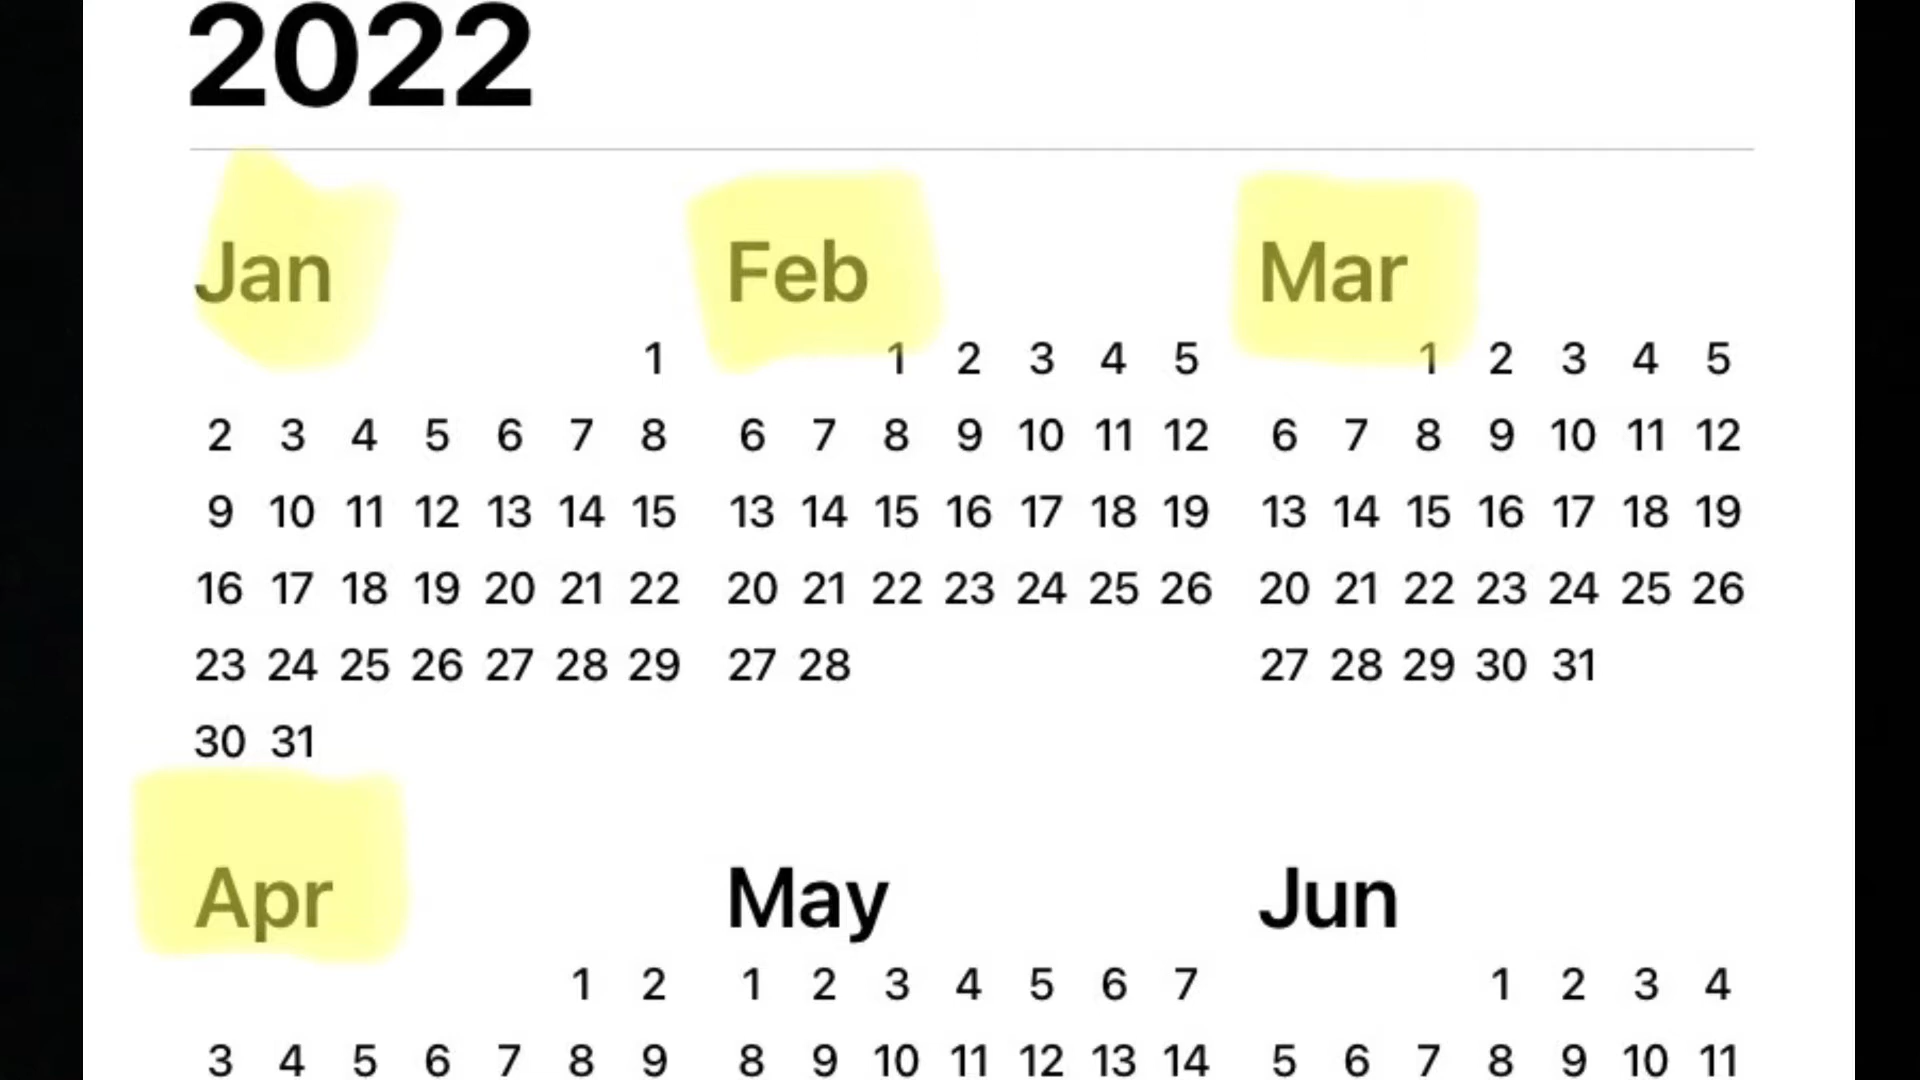 2022
Jan Feb Mar
1 1 2 3 4 5 1 2 3 4 5
2 3 4 5 6 7 8 6 7 8 9 10 11 12 6 7 8 9 10 11 12
9 10 11 12 13 14 15 13 14 15 16 17 18 19 13 14 15 16 17 18 19
16 17 18 19 20 21 22 20 21 22 23 24 25 26 20 21 22 23 24 25 26
23 24 25 26 27 28 29 27 28 27 28 29 30 31
30 31
Apr May Jun
1 2 1 2 3 4 5 6 7 1 2 3 4
3 4 5 6 7 8 9 8 9 10 11 12 13 14 5 6 7 8 9 10 11